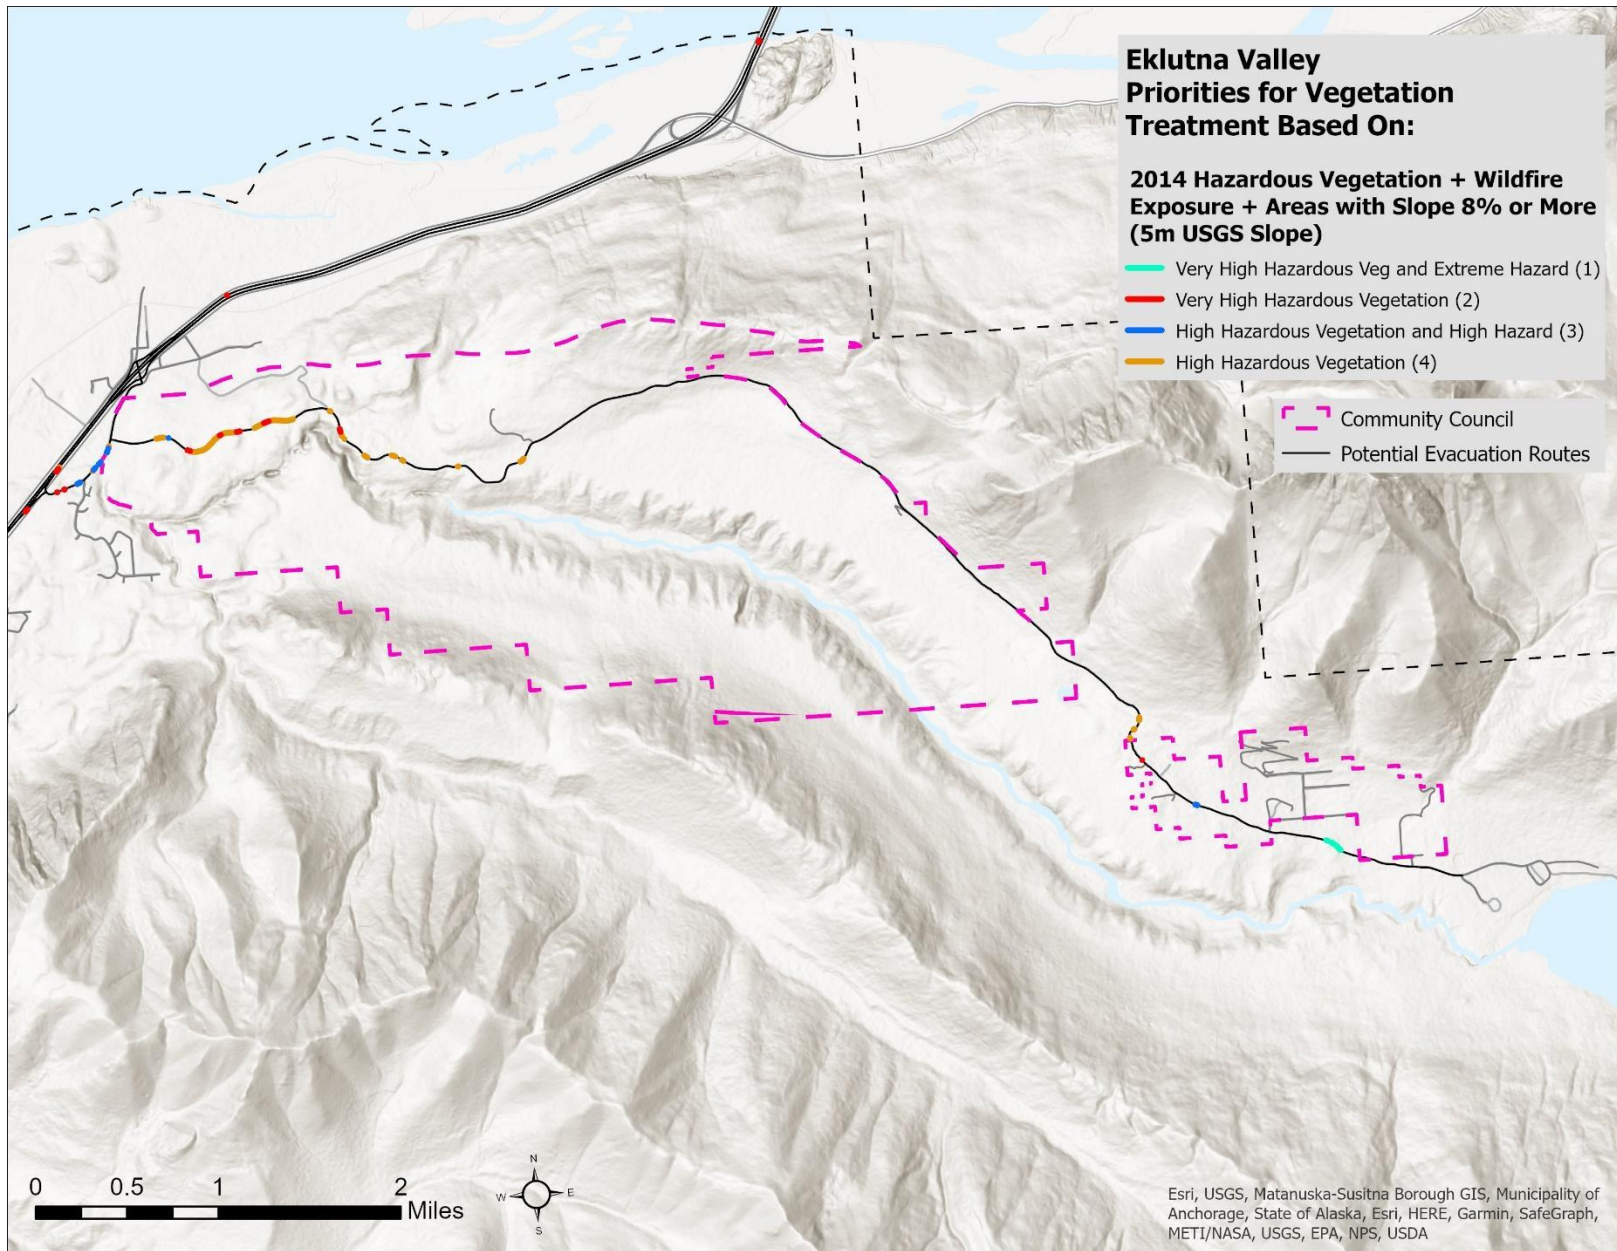 Eklutna Valley
Priorities for Vegetation
Treatment Based On:
2014 Hazardous Vegetation + Wildfire
Exposure + Areas with Slope 8% or More
(5m USGS Slope)
Very High Hazardous Veg and Extreme Hazard (1)
Very High Hazardous Vegetation (2)
High Hazardous Vegetation and High Hazard (3)
High Hazardous Vegetation (4)
Community Council
Potential Evacuation Routes
0 0.5 1 2
Miles
N
W E
S
Esri, USGS, Matanuska-Susitna Borough GIS, Municipality of
Anchorage, State of Alaska, Esri, HERE, Garmin, SafeGraph,
METI/NASA, USGS, EPA, NPS, USDA